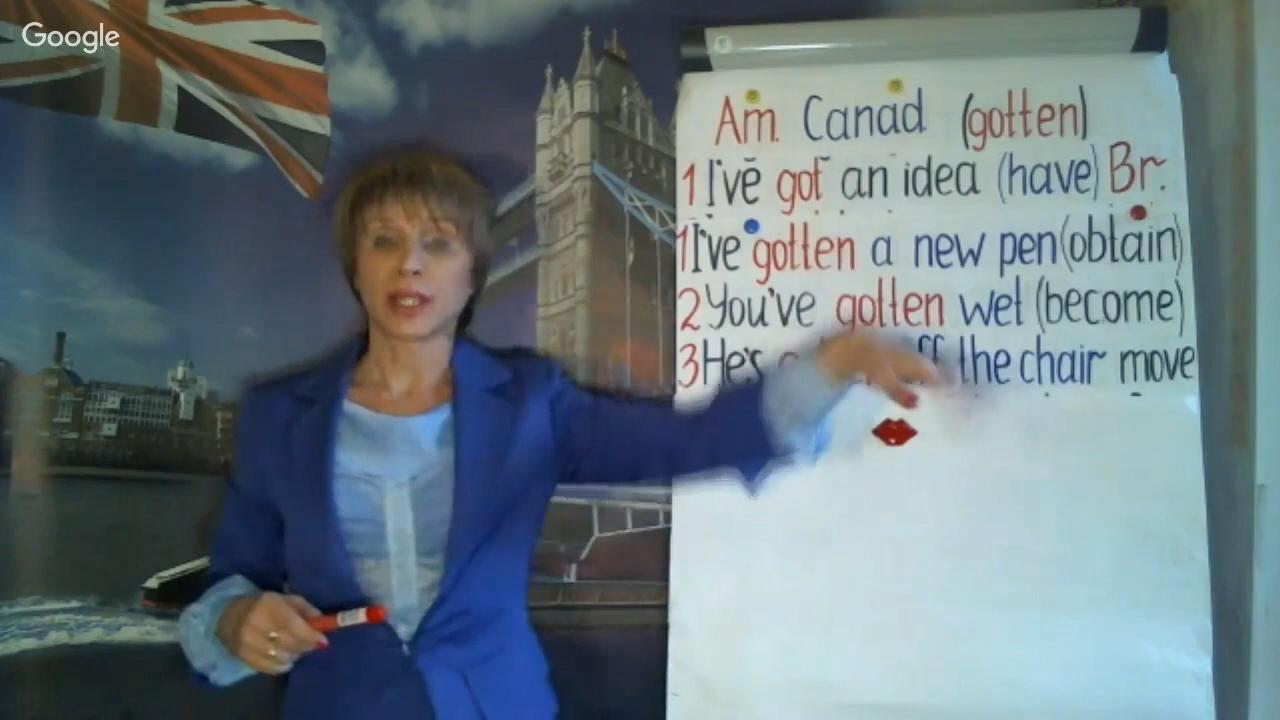 Google
Am. Canad (gotten)
1 I've got an idea (have) Br.
1 I've gotten a new pen (obtain)
2 You've gotten wet (become)
3 He's off the chair move